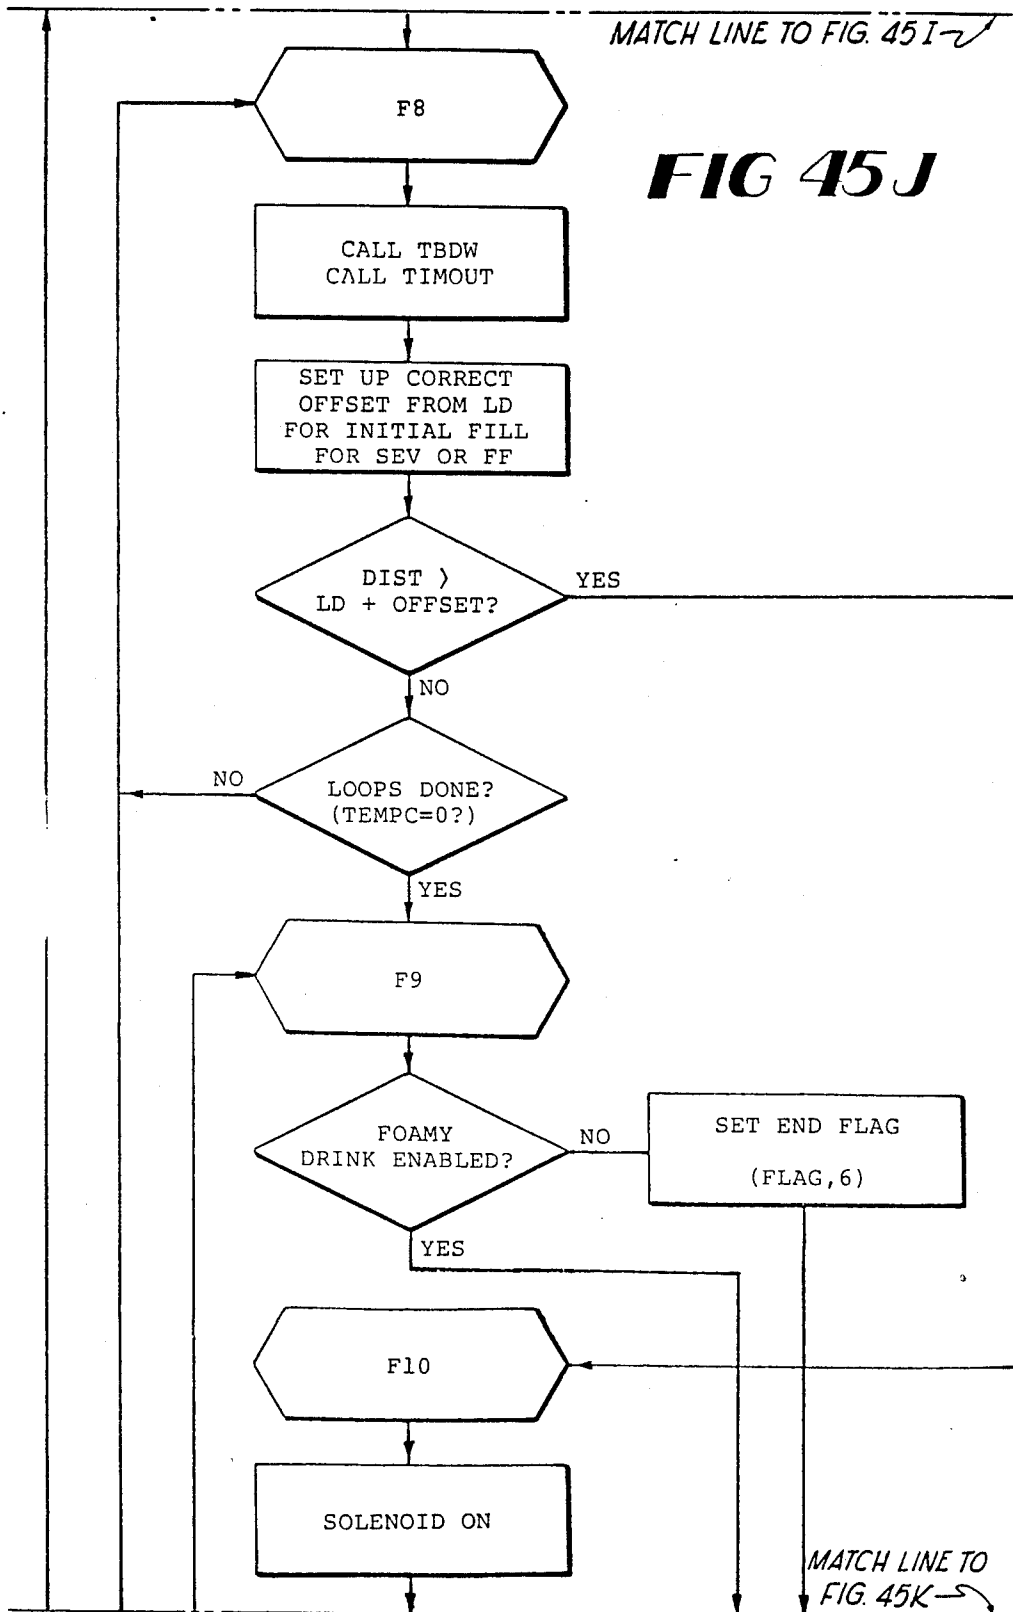 MATCH LINE TO FIG. 45I
F8
FIG 45J
CALL TBDW
CALL TIMOUT
SET UP CORRECT
OFFSET FROM LD
FOR INITIAL FILL
FOR SEV OR FF
DIST >
LD + OFFSET?
YES
NO
NO
LOOPS DONE?
(TEMPC=0?)
YES
F9
FOAMY
DRINK ENABLED?
NO
SET END FLAG
(FLAG,6)
YES
F10
SOLENOID ON
MATCH LINE TO
FIG. 45K